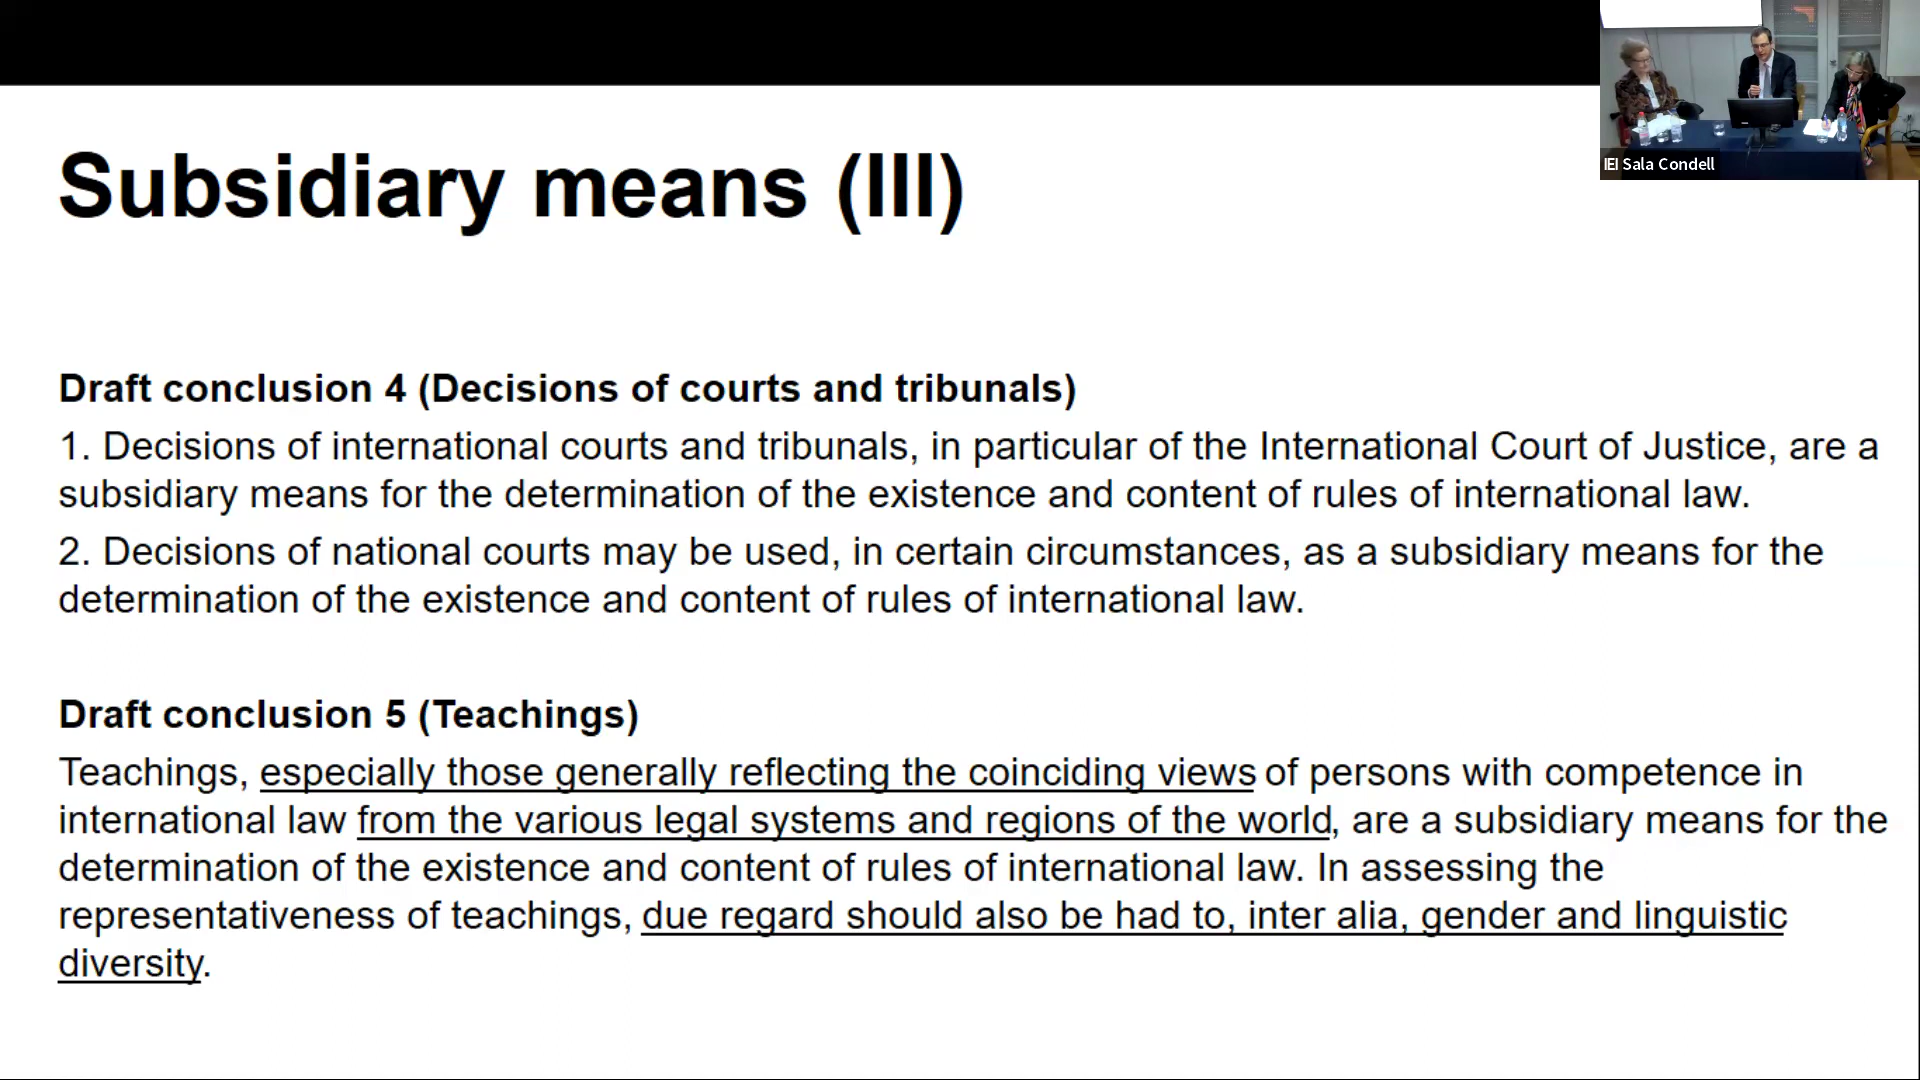 IEI Sala Condell
Subsidiary means (III)
Draft conclusion 4 (Decisions of courts and tribunals)
1. Decisions of international courts and tribunals, in particular of the International Court of Justice, are a
subsidiary means for the determination of the existence and content of rules of international law.
2. Decisions of national courts may be used, in certain circumstances, as a subsidiary means for the
determination of the existence and content of rules of international law.
Draft conclusion 5 (Teachings)
Teachings, especially those generally reflecting the coinciding views of persons with competence in
international law from the various legal systems and regions of the world, are a subsidiary means for the
determination of the existence and content of rules of international law. In assessing the
representativeness of teachings, due regard should also be had to, inter alia, gender and linguistic
diversity.